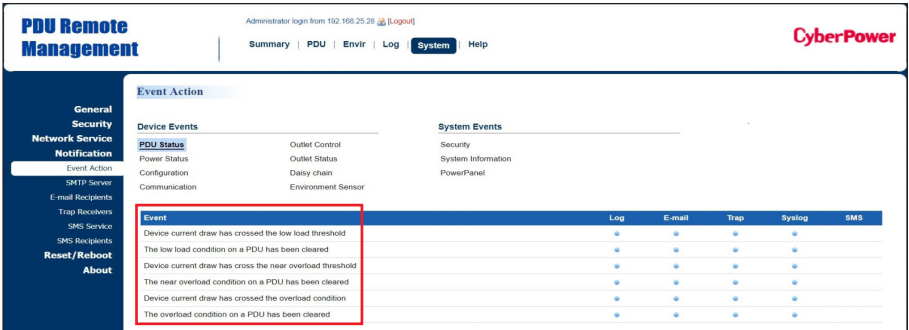 PDU Remote
Management
Administrator login from 192.168.25.28 [Logout]
Summary | PDU | Envir | Log | System | Help
CyberPower
General
Security
Network Service
Notification
Event Action
SMTP Server
E-mail Recipients
Trap Receivers
SMS Service
SMS Recipients
Reset/Reboot
About
Event Action
Device Events
PDU Status Outlet Control
Power Status Outlet Status
Configuration Daisy chain
Communication Environment Sensor
System Events
Security
System Information
PowerPanel
Event Log E-mail Trap Syslog SMS
Device current draw has crossed the low load threshold
The low load condition on a PDU has been cleared
Device current draw has cross the near overload threshold
The near overload condition on a PDU has been cleared
Device current draw has crossed the overload condition
The overload condition on a PDU has been cleared